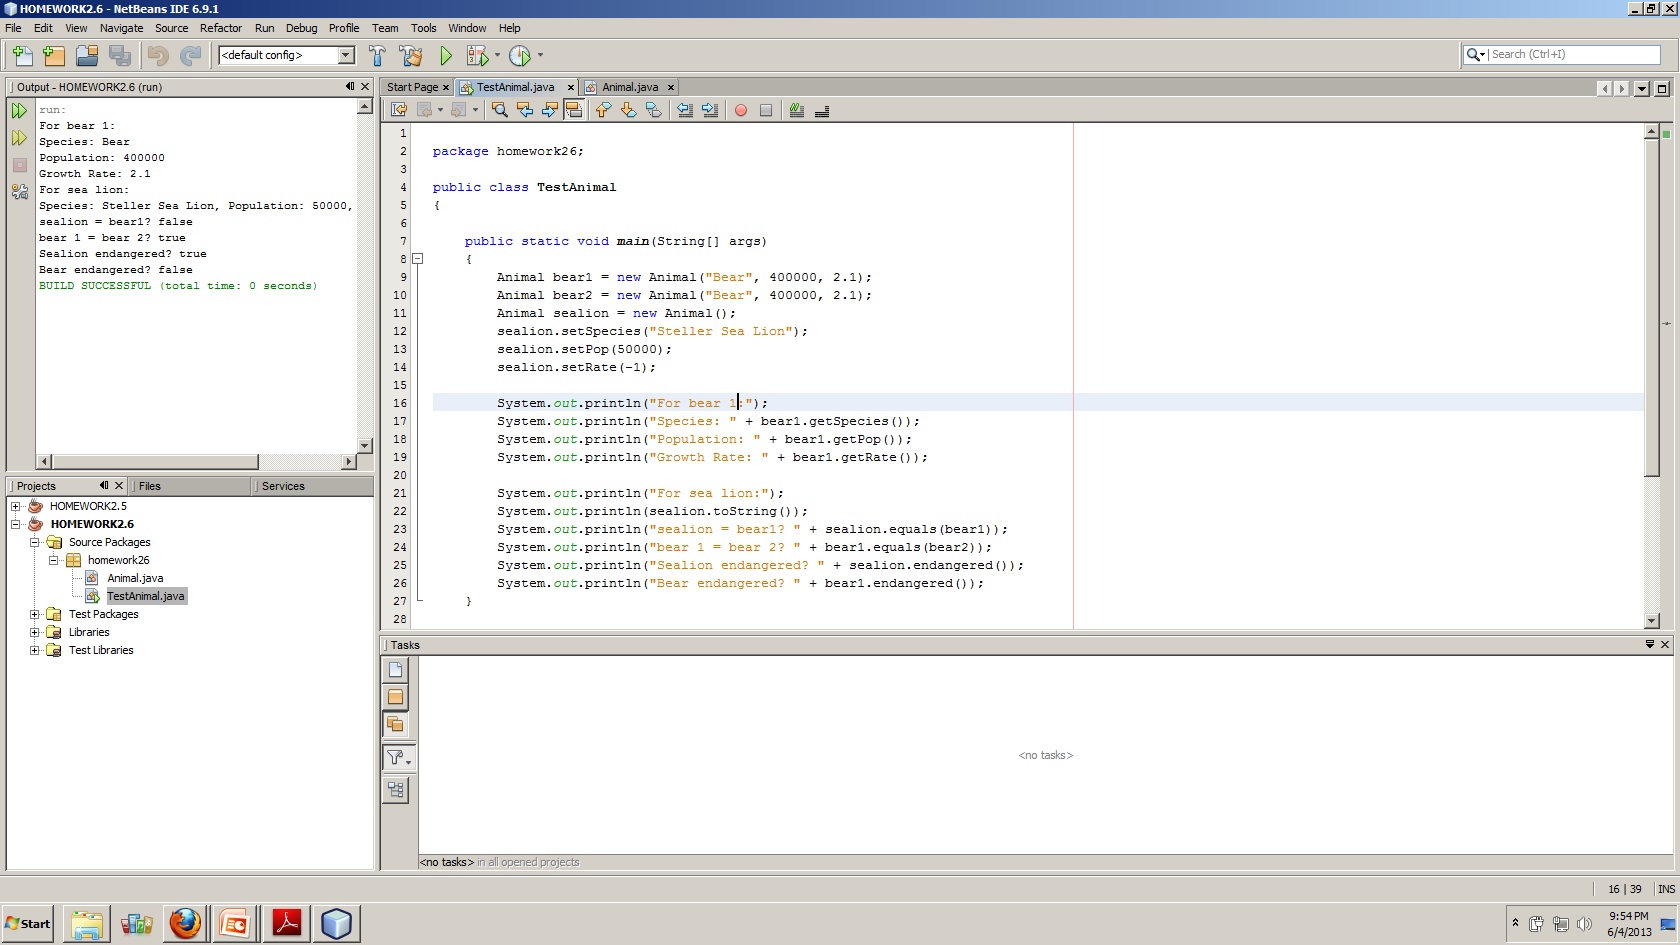 HOMEWORK2.6 - NetBeans IDE 6.9.1
File Edit View Navigate Source Refactor Run Debug Profile Team Tools Window Help
<default config>
Search (Ctrl+I)
Output - HOMEWORK2.6 (run)
run:
For bear 1:
Species: Bear
Population: 400000
Growth Rate: 2.1
For sea lion:
Species: Steller Sea Lion, Population: 50000,
sealion = bear1? false
bear 1 = bear 2? true
Sealion endangered? true
Bear endangered? false
BUILD SUCCESSFUL (total time: 0 seconds)
Projects Files Services
HOMEWORK2.5
HOMEWORK2.6
Source Packages
homework26
Animal.java
TestAnimal.java
Test Packages
Libraries
Test Libraries
Start Page TestAnimal.java Animal.java
1
2 package homework26;
3
4 public class TestAnimal
5 {
6
7 public static void main(String[] args)
8 {
9 Animal bear1 = new Animal("Bear", 400000, 2.1);
10 Animal bear2 = new Animal("Bear", 400000, 2.1);
11 Animal sealion = new Animal();
12 sealion.setSpecies("Steller Sea Lion");
13 sealion.setPop(50000);
14 sealion.setRate(-1);
15
16 System.out.println("For bear 1:");
17 System.out.println("Species: " + bear1.getSpecies());
18 System.out.println("Population: " + bear1.getPop());
19 System.out.println("Growth Rate: " + bear1.getRate());
20
21 System.out.println("For sea lion:");
22 System.out.println(sealion.toString());
23 System.out.println("sealion = bear1? " + sealion.equals(bear1));
24 System.out.println("bear 1 = bear 2? " + bear1.equals(bear2));
25 System.out.println("Sealion endangered? " + sealion.endangered());
26 System.out.println("Bear endangered? " + bear1.endangered());
27 }
28
Tasks
<no tasks>
<no tasks> in all opened projects
16 | 39 INS
Start
9:54 PM
6/4/2013